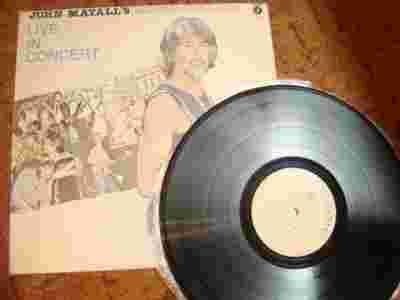 JOHN MAYALL'S
LIVE
IN
CONCERT